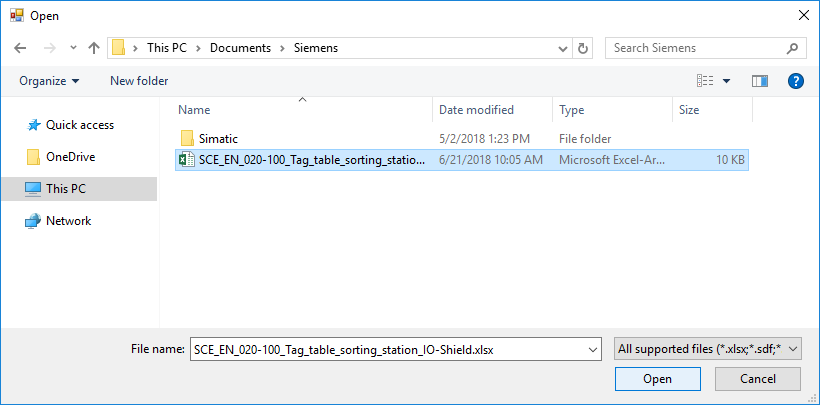 Open
This PC > Documents > Siemens
Search Siemens
Organize
New folder
?
Name
Date modified
Type
Size
Quick access
OneDrive
This PC
Network
Simatic
5/2/2018 1:23 PM
File folder
SCE_EN_020-100_Tag_table_sorting_statio...
6/21/2018 10:05 AM
Microsoft Excel-Ar...
10 KB
File name:
SCE_EN_020-100_Tag_table_sorting_station_IO-Shield.xlsx
All supported files (*.xlsx;*.sdf;*
Open
Cancel